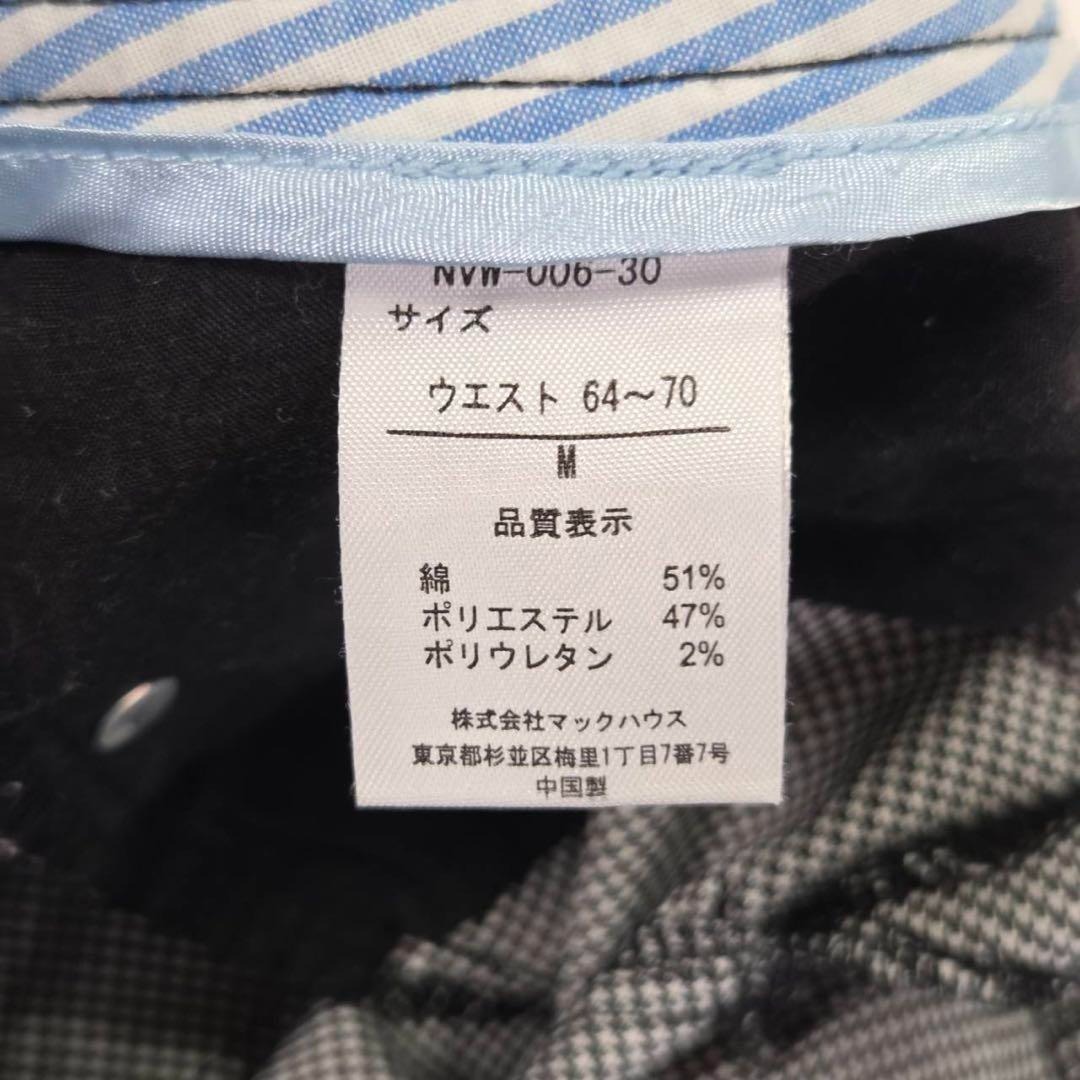 NVW-006-30
サイズ
ウエスト 64～70
M
品質表示
綿 51%
ポリエステル 47%
ポリウレタン 2%
株式会社マックハウス
東京都杉並区梅里1丁目7番7号
中国製